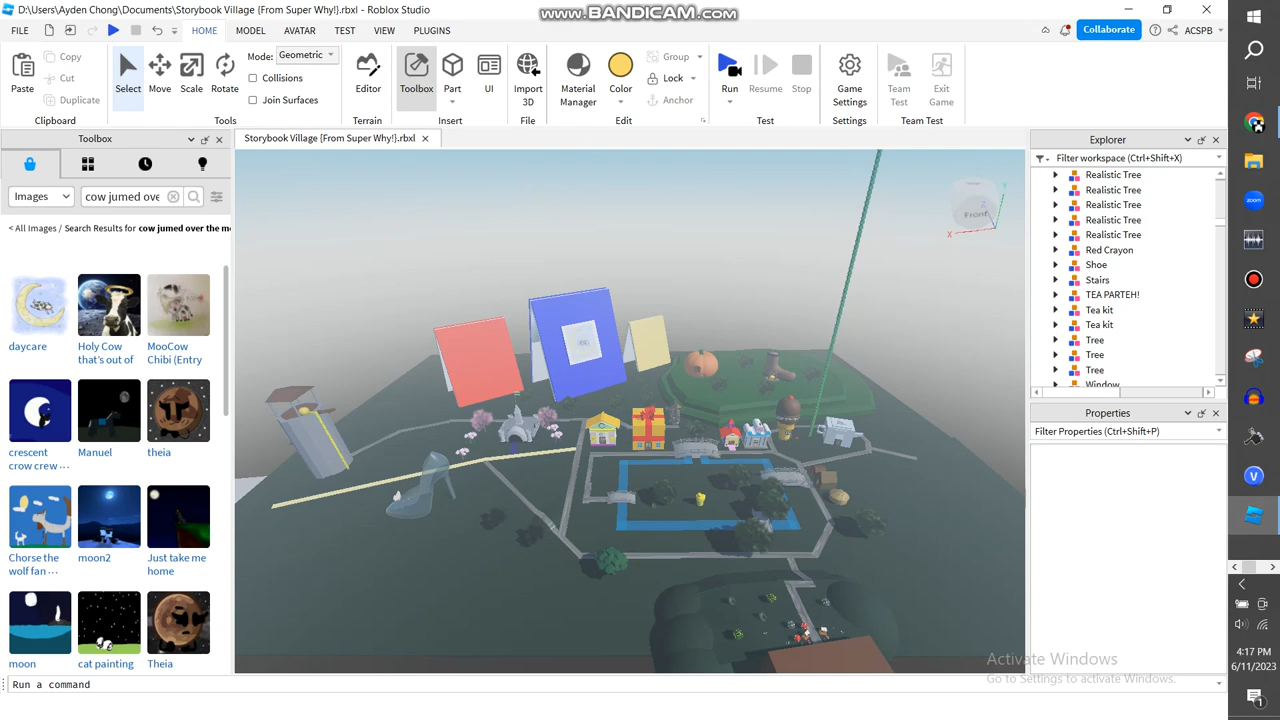 D:\Users\Ayden Chong\Documents\Storybook Village {From Super Why!}.rbxl - Roblox Studio
www.BANDICAM.com
FILE HOME MODEL AVATAR TEST VIEW PLUGINS Collaborate ACSPB
Paste Copy Cut Duplicate
Clipboard
Select Move Scale Rotate
Mode: Geometric
Collisions
Join Surfaces
Tools
Editor
Terrain
Toolbox Part UI
Insert
Import 3D
File
Material Manager Color Group Lock Anchor
Edit
Run Resume Stop
Test
Game Settings
Settings
Team Test Exit Game
Team Test
Toolbox
Storybook Village {From Super Why!}.rbxl
Explorer
Filter workspace (Ctrl+Shift+X)
Images cow jumed ove
< All Images / Search Results for cow jumed over the m
daycare
Holy Cow that's out of
MooCow Chibi (Entry
crescent crow crew ...
Manuel
theia
Chorse the wolf fan ...
moon2
Just take me home
moon
cat painting
Theia
Front
X
Z
Realistic Tree
Realistic Tree
Realistic Tree
Realistic Tree
Realistic Tree
Red Crayon
Shoe
Stairs
TEA PARTEH!
Tea kit
Tea kit
Tree
Tree
Tree
Window
Properties
Filter Properties (Ctrl+Shift+P)
Activate Windows
Go to Settings to activate Windows.
Run a command
zoom
V
4:17 PM
6/11/2023
1